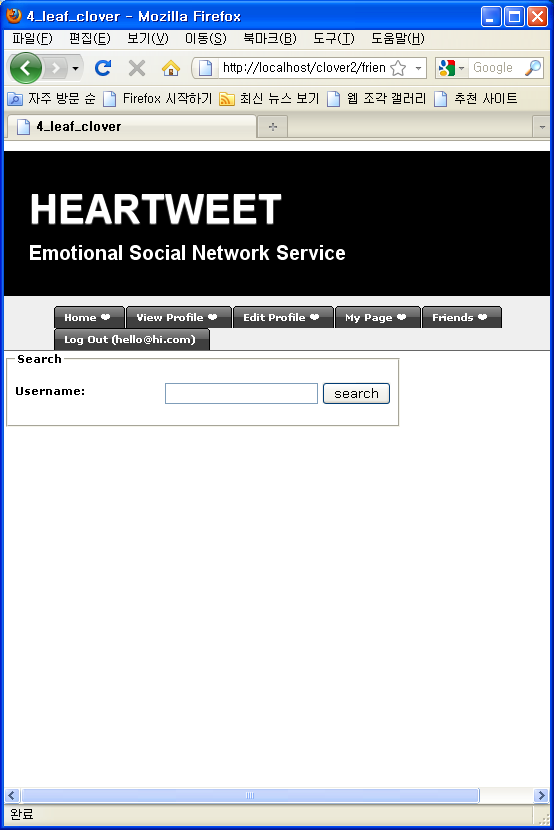 4_leaf_clover - Mozilla Firefox
파일(F) 편집(E) 보기(V) 이동(S) 북마크(B) 도구(T) 도움말(H)
http://localhost/clover2/frien Google
자주 방문 순 Firefox 시작하기 최신 뉴스 보기 웹 조각 갤러리 추천 사이트
4_leaf_clover
HEARTWEET
Emotional Social Network Service
Home ❤ View Profile ❤ Edit Profile ❤ My Page ❤ Friends ❤
Log Out (hello@hi.com)
Search
Username: search
완료